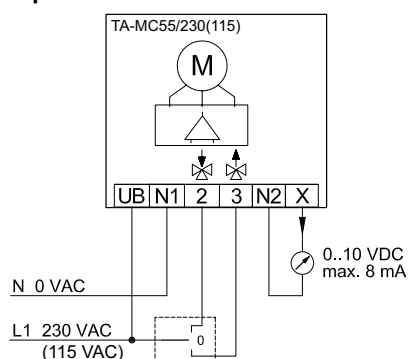 TA-MC55/230(115)
M
UB N1 2 3 N2 X
0..10 VDC
max. 8 mA
N 0 VAC
L1 230 VAC
(115 VAC)
0